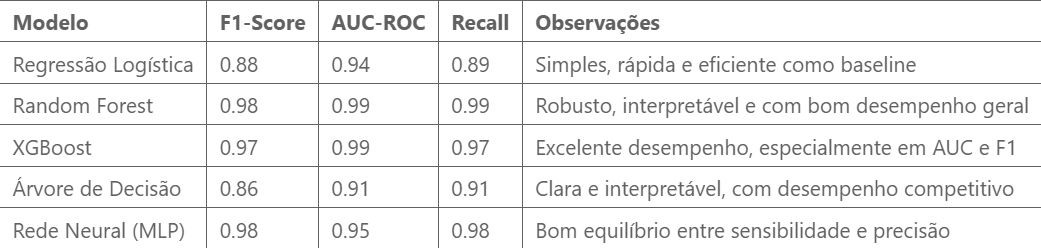 Modelo F1-Score AUC-ROC Recall Observações
Regressão Logística 0.88 0.94 0.89 Simples, rápida e eficiente como baseline
Random Forest 0.98 0.99 0.99 Robusto, interpretável e com bom desempenho geral
XGBoost 0.97 0.99 0.97 Excelente desempenho, especialmente em AUC e F1
Árvore de Decisão 0.86 0.91 0.91 Clara e interpretável, com desempenho competitivo
Rede Neural (MLP) 0.98 0.95 0.98 Bom equilíbrio entre sensibilidade e precisão